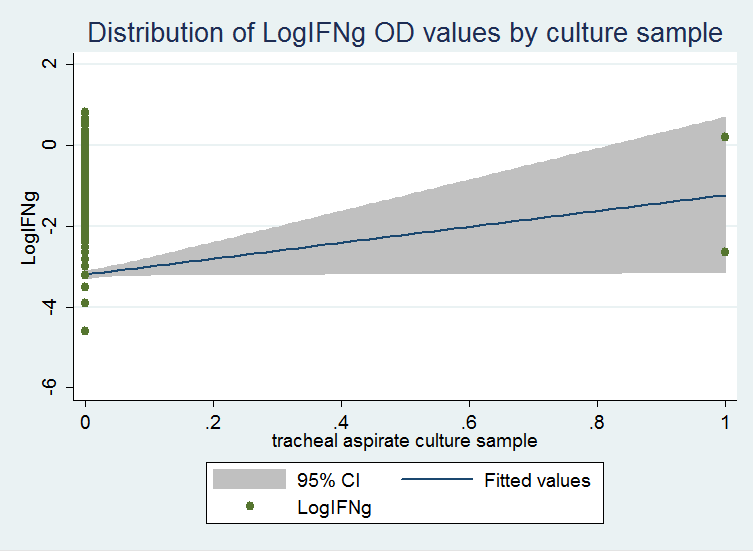 Distribution of LogIFNg OD values by culture sample
2
0
-2
-4
-6
LogIFNg
0 .2 .4 .6 .8 1
tracheal aspirate culture sample
95% CI Fitted values
LogIFNg